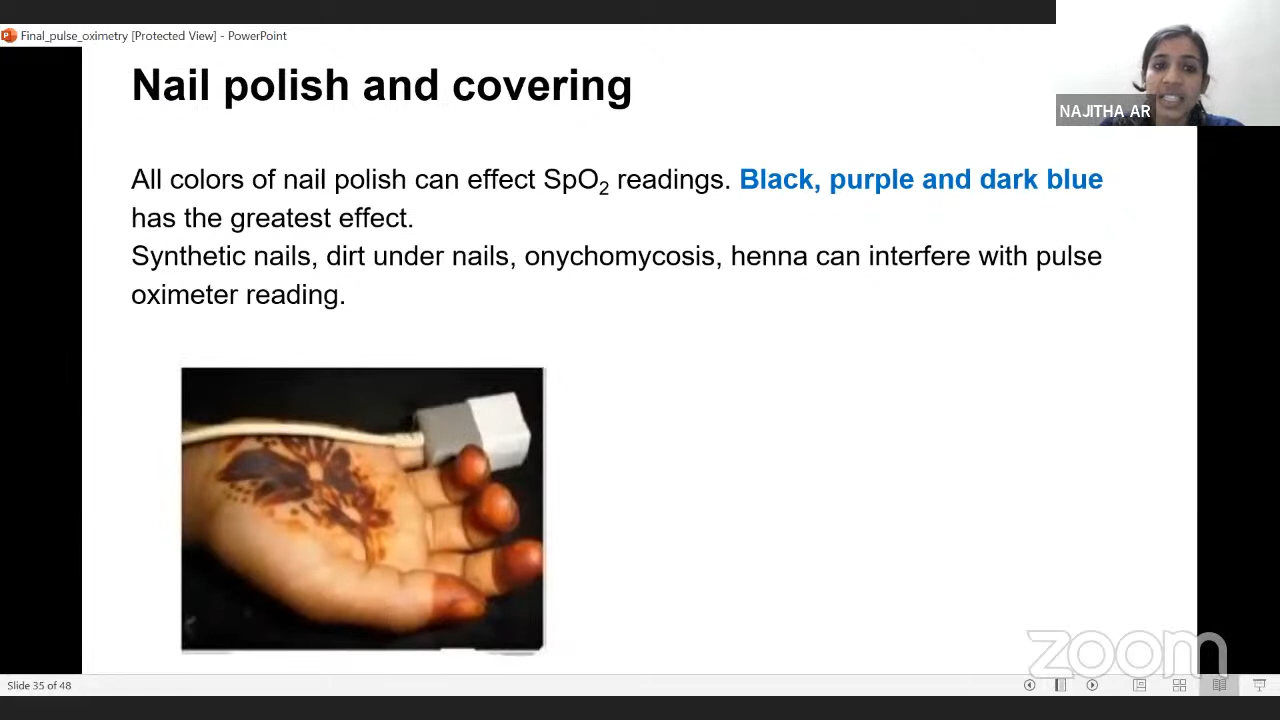 Final_pulse_oximetry [Protected View] - PowerPoint
NAJITHA AR
Nail polish and covering
All colors of nail polish can effect SpO₂ readings. Black, purple and dark blue
has the greatest effect.
Synthetic nails, dirt under nails, onychomycosis, henna can interfere with pulse
oximeter reading.
zoom
Slide 35 of 48